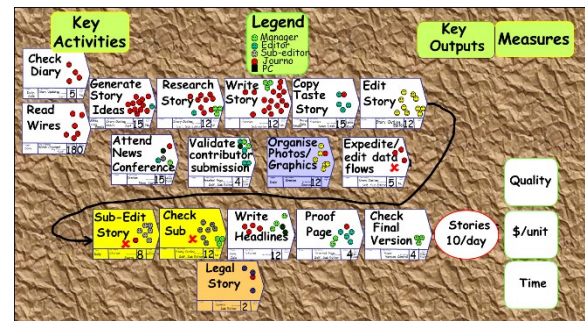 Key
Activities
Legend
Manager
Editor
Sub-editor
Journo
PC
Key
Outputs
Measures
Check
Diary
5
Generate
Story
Ideas
15
Research
Story
12
Write
Story
12
Copy
Taste
Story
15
Edit
Story
12
Read
Wires
180
Attend
News
Conference
15
Validate
contributor
submission
4
Organise
Photos/
Graphics
12
Expedite/
edit data
flows
5
Quality
Sub-Edit
Story
8
Check
Sub
12
Write
Headlines
12
Proof
Page
4
Check
Final
Version
4
Stories
10/day
$/unit
Legal
Story
2
Time